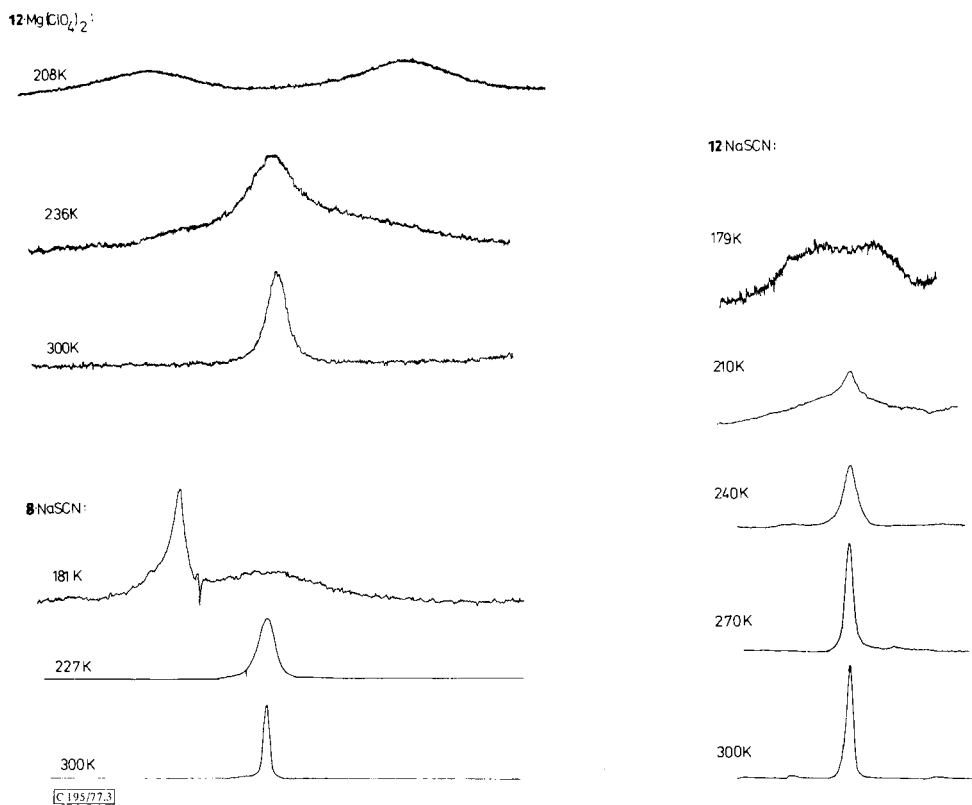 12·Mg(ClO4)2:
208K
236K
300K
8·NaSCN:
181 K
227K
300K
C 195/77.3
12·NaSCN:
179K
210K
240K
270K
300K